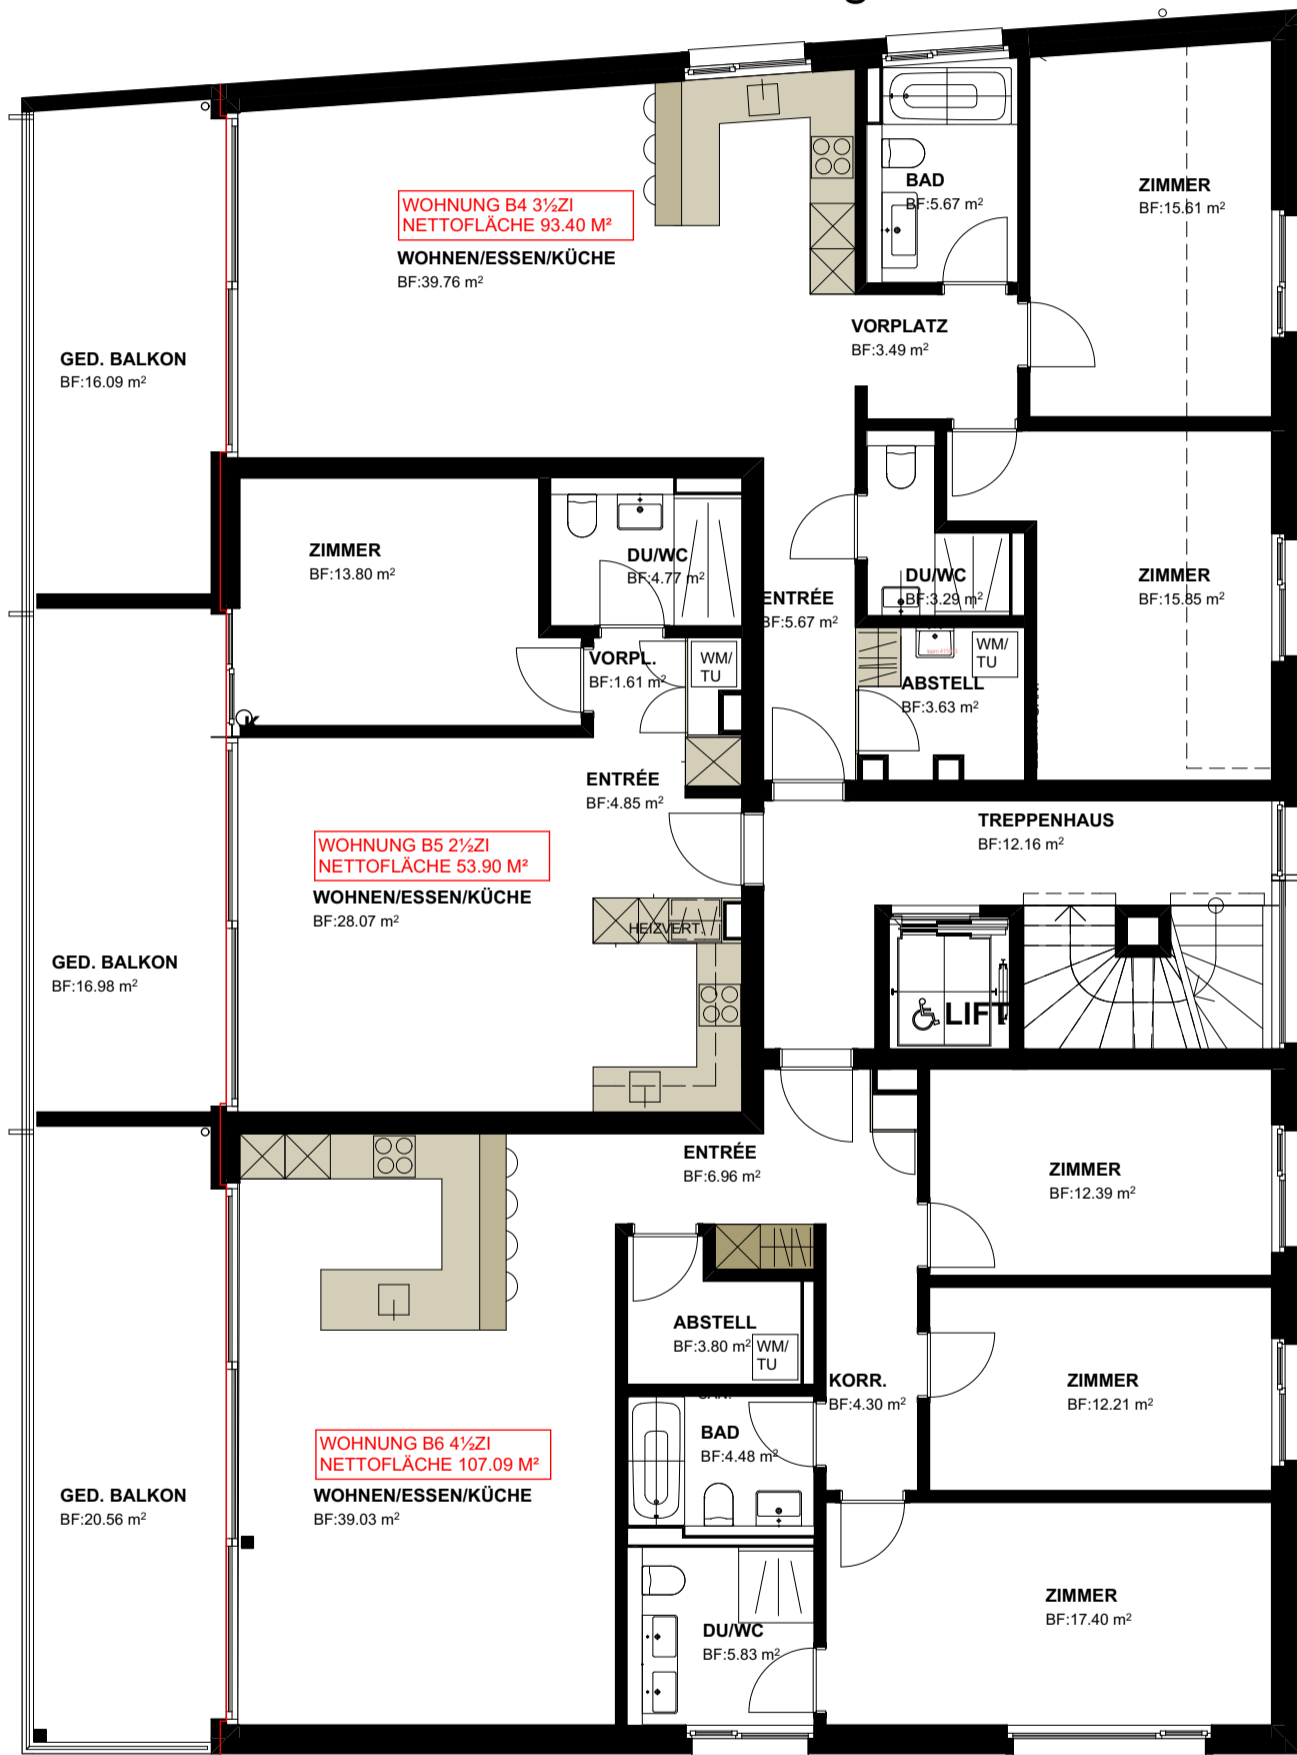 WOHNUNG B4 3½ZI
NETTOFLÄCHE 93.40 M²
WOHNEN/ESSEN/KÜCHE
BF:39.76 m²
BAD
BF:5.67 m²
ZIMMER
BF:15.61 m²
VORPLATZ
BF:3.49 m²
GED. BALKON
BF:16.09 m²
ZIMMER
BF:13.80 m²
DU/WC
BF:4.77 m²
ENTRÉE
BF:5.67 m²
DU/WC
BF:3.29 m²
ZIMMER
BF:15.85 m²
VORPL.
BF:1.61 m²
WM/
TU
WM/
TU
ABSTELL
BF:3.63 m²
ENTRÉE
BF:4.85 m²
TREPPENHAUS
BF:12.16 m²
WOHNUNG B5 2½ZI
NETTOFLÄCHE 53.90 M²
WOHNEN/ESSEN/KÜCHE
BF:28.07 m²
HEIZVERT.
GED. BALKON
BF:16.98 m²
LIFT
ENTRÉE
BF:6.96 m²
ZIMMER
BF:12.39 m²
ABSTELL
BF:3.80 m²
WM/
TU
KORR.
BF:4.30 m²
ZIMMER
BF:12.21 m²
BAD
BF:4.48 m²
WOHNUNG B6 4½ZI
NETTOFLÄCHE 107.09 M²
WOHNEN/ESSEN/KÜCHE
BF:39.03 m²
GED. BALKON
BF:20.56 m²
ZIMMER
BF:17.40 m²
DU/WC
BF:5.83 m²